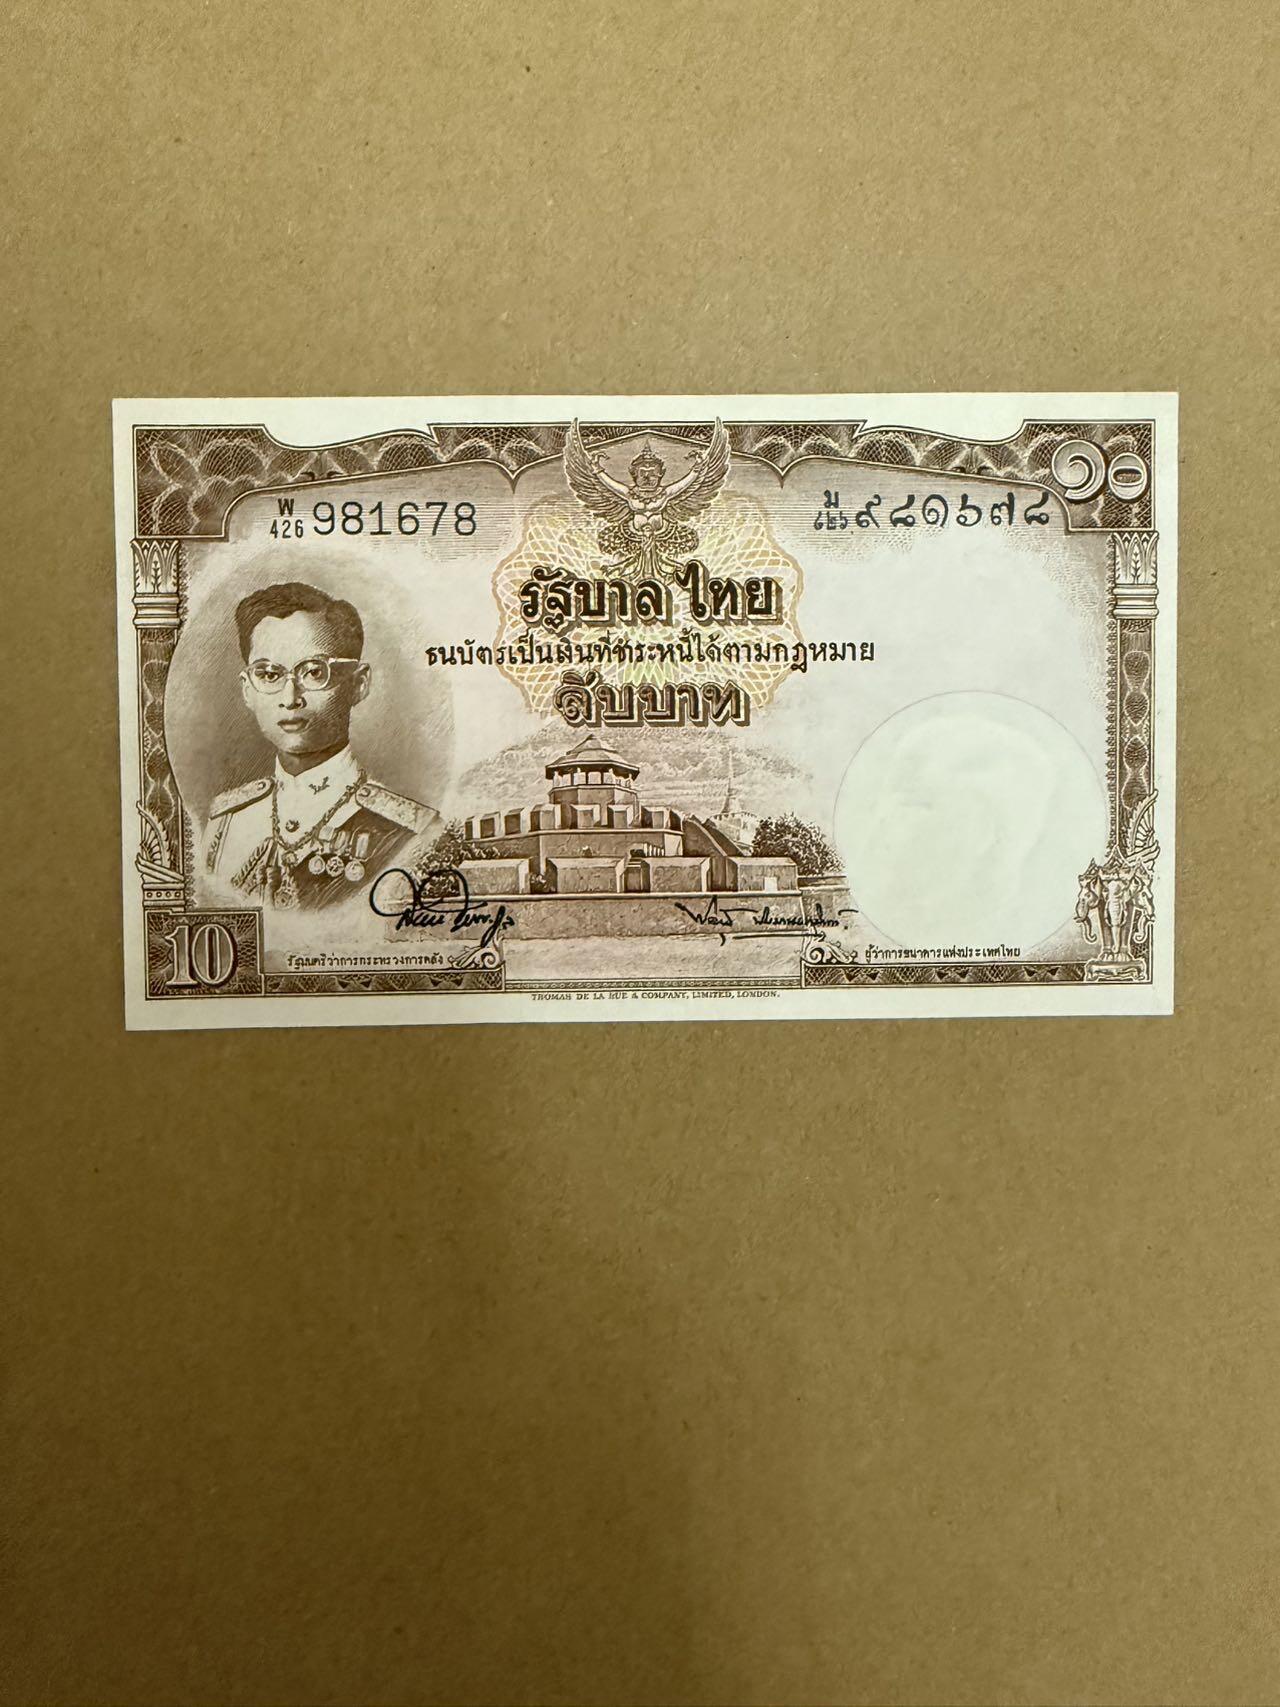 ๑๐
W
426 981678
ม
๔๒๖ ๙๘๑๖๗๘
รัฐบาลไทย
ธนบัตรเป็นเงินที่ชำระหนี้ได้ตามกฎหมาย
สิบบาท
10
รัฐมนตรีว่าการกระทรวงการคลัง
ผู้ว่าการธนาคารแห่งประเทศไทย
THOMAS DE LA RUE & COMPANY, LIMITED, LONDON.